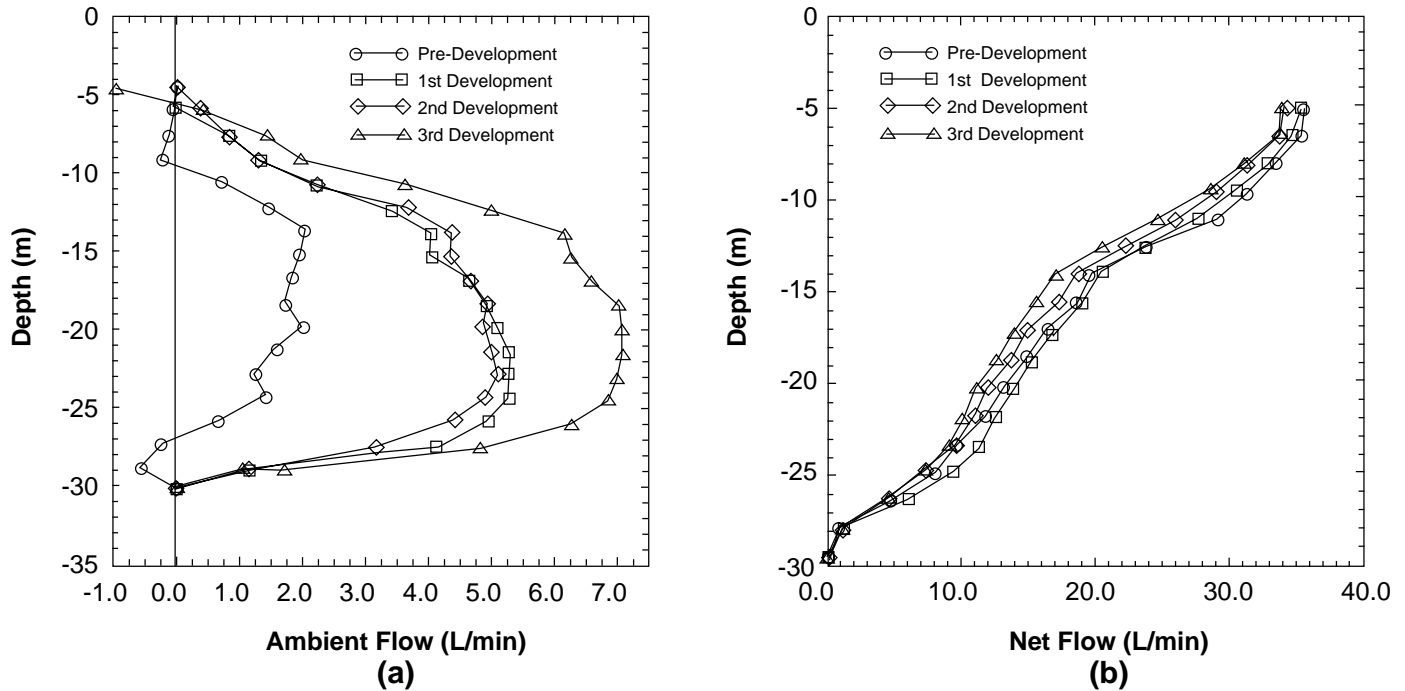 0
-5
-10
-15
-20
-25
-30
-35
Depth (m)
-1.0 0.0 1.0 2.0 3.0 4.0 5.0 6.0 7.0
Ambient Flow (L/min)
(a)
Pre-Development
1st Development
2nd Development
3rd Development
0
-5
-10
-15
-20
-25
-30
Depth (m)
0.0 10.0 20.0 30.0 40.0
Net Flow (L/min)
(b)
Pre-Development
1st Development
2nd Development
3rd Development